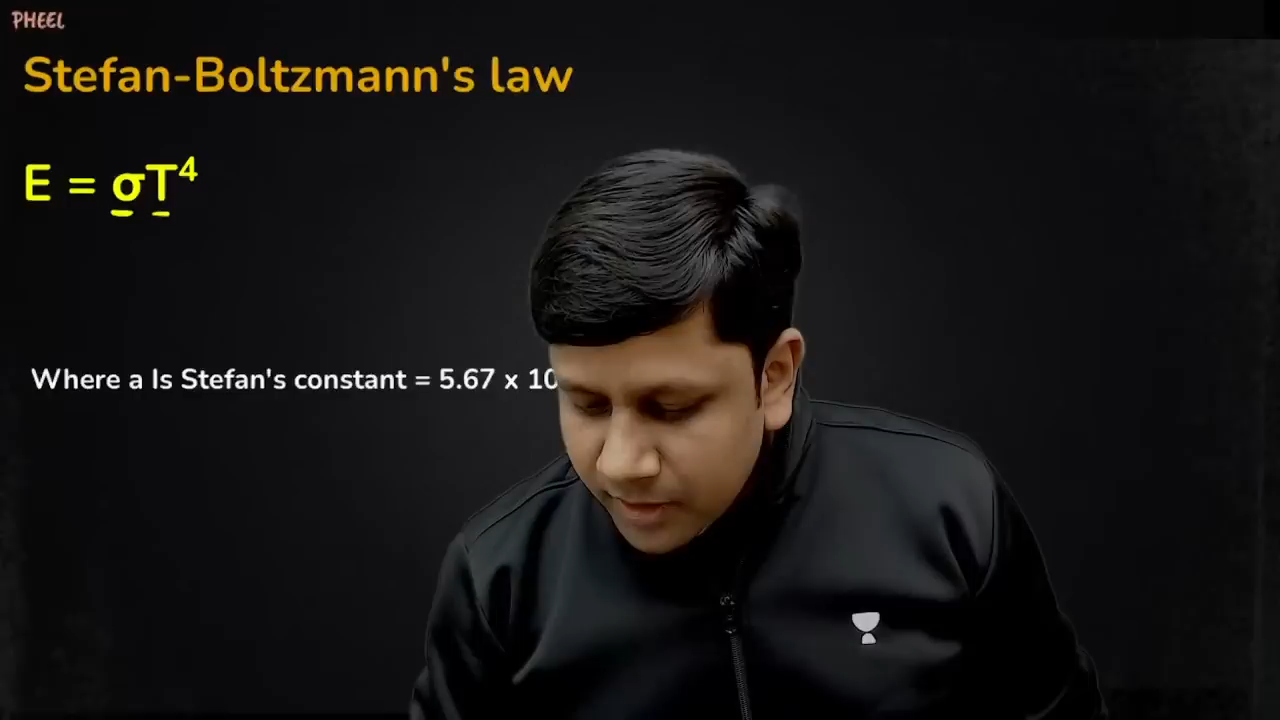 PHEEL
Stefan-Boltzmann's law
E = σT⁴
Where a Is Stefan's constant = 5.67 x 10